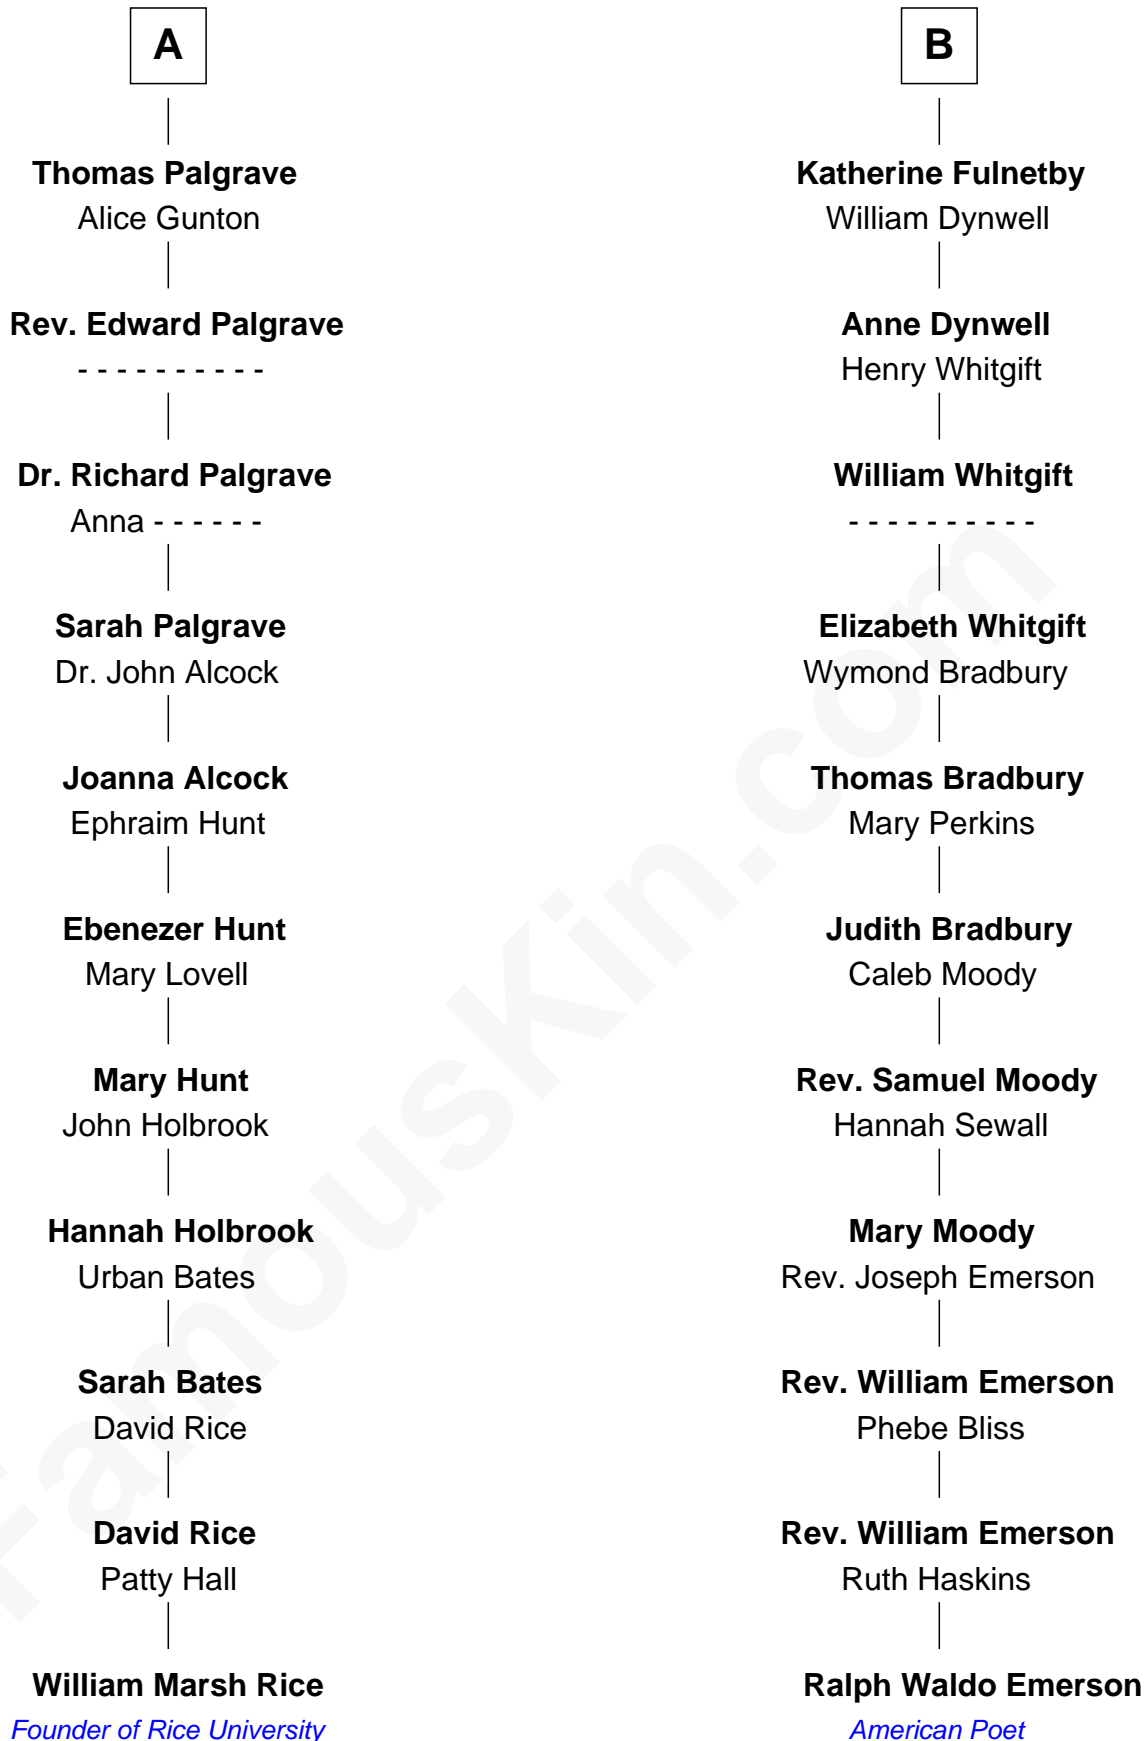 A
Thomas Palgrave
Alice Gunton
Rev. Edward Palgrave
- - - - - - - - - -
Dr. Richard Palgrave
Anna - - - - - -
Sarah Palgrave
Dr. John Alcock
Joanna Alcock
Ephraim Hunt
Ebenezer Hunt
Mary Lovell
Mary Hunt
John Holbrook
Hannah Holbrook
Urban Bates
Sarah Bates
David Rice
David Rice
Patty Hall
William Marsh Rice
Founder of Rice University
B
Katherine Fulnetby
William Dynwell
Anne Dynwell
Henry Whitgift
William Whitgift
- - - - - - - - - -
Elizabeth Whitgift
Wymond Bradbury
Thomas Bradbury
Mary Perkins
Judith Bradbury
Caleb Moody
Rev. Samuel Moody
Hannah Sewall
Mary Moody
Rev. Joseph Emerson
Rev. William Emerson
Phebe Bliss
Rev. William Emerson
Ruth Haskins
Ralph Waldo Emerson
American Poet
FamousKin.com